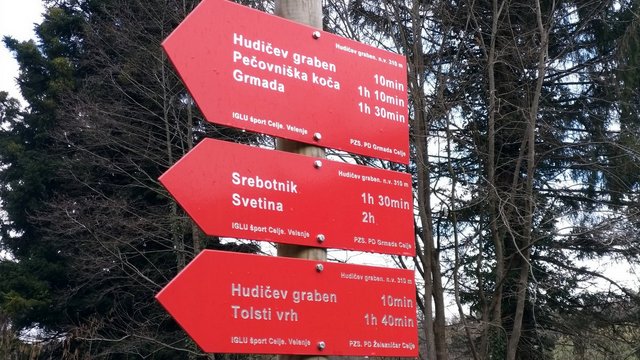 Hudičev graben. n.v. 310 m
Hudičev graben 10min
Pečovniška koča 1h 10min
Grmada 1h 30min
IGLU šport Celje. Velenje PZS. PD Grmada Celje
Hudičev graben. n.v. 310 m
Srebotnik 1h 30min
Svetina 2h
IGLU šport Celje. Velenje PZS. PD Grmada Celje
Hudičev graben. n.v. 310 m
Hudičev graben 10min
Tolsti vrh 1h 40min
IGLU šport Celje. Velenje PZS. PD Železničar Celje